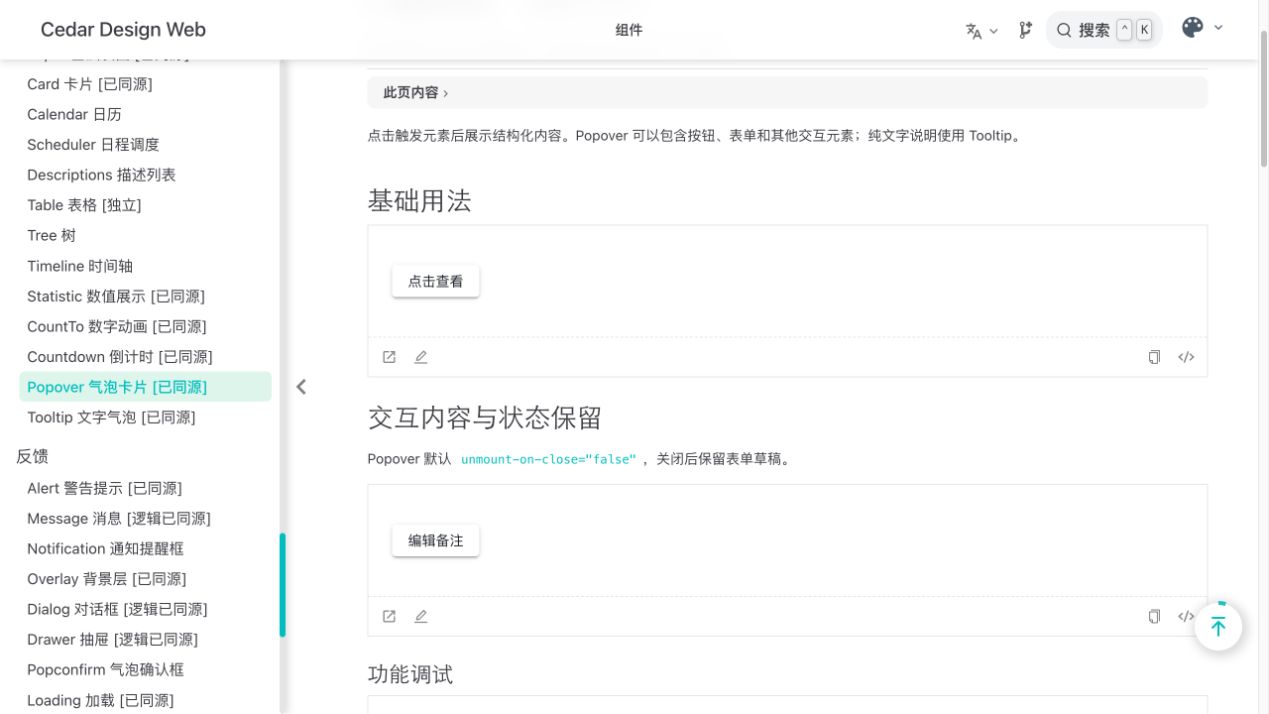 Cedar Design Web
组件
搜索 ^ K
Card 卡片 [已同源]
Calendar 日历
Scheduler 日程调度
Descriptions 描述列表
Table 表格 [独立]
Tree 树
Timeline 时间轴
Statistic 数值展示 [已同源]
CountTo 数字动画 [已同源]
Countdown 倒计时 [已同源]
Popover 气泡卡片 [已同源]
Tooltip 文字气泡 [已同源]
反馈
Alert 警告提示 [已同源]
Message 消息 [逻辑已同源]
Notification 通知提醒框
Overlay 背景层 [已同源]
Dialog 对话框 [逻辑已同源]
Drawer 抽屉 [逻辑已同源]
Popconfirm 气泡确认框
Loading 加载 [已同源]
此页内容 ›
点击触发元素后展示结构化内容。Popover 可以包含按钮、表单和其他交互元素；纯文字说明使用 Tooltip。
基础用法
点击查看
交互内容与状态保留
Popover 默认 unmount-on-close="false" ，关闭后保留表单草稿。
编辑备注
功能调试